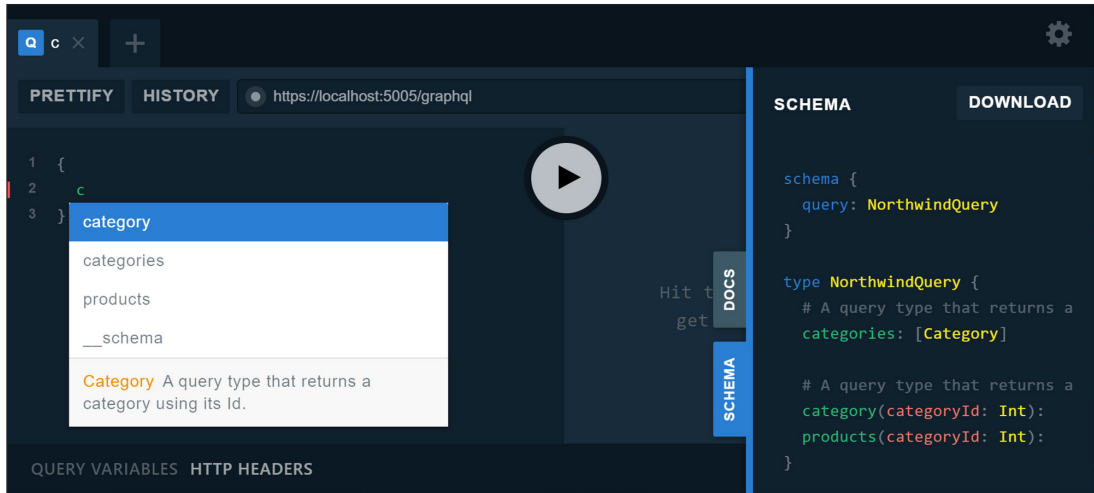 Q c ×
+
PRETTIFY HISTORY https://localhost:5005/graphql
1 {
2 c
3 }
category
categories
products
__schema
Category A query type that returns a
category using its Id.
Hit t
get
DOCS
SCHEMA
QUERY VARIABLES HTTP HEADERS
SCHEMA DOWNLOAD
schema {
query: NorthwindQuery
}
type NorthwindQuery {
# A query type that returns a
categories: [Category]
# A query type that returns a
category(categoryId: Int):
products(categoryId: Int):
}